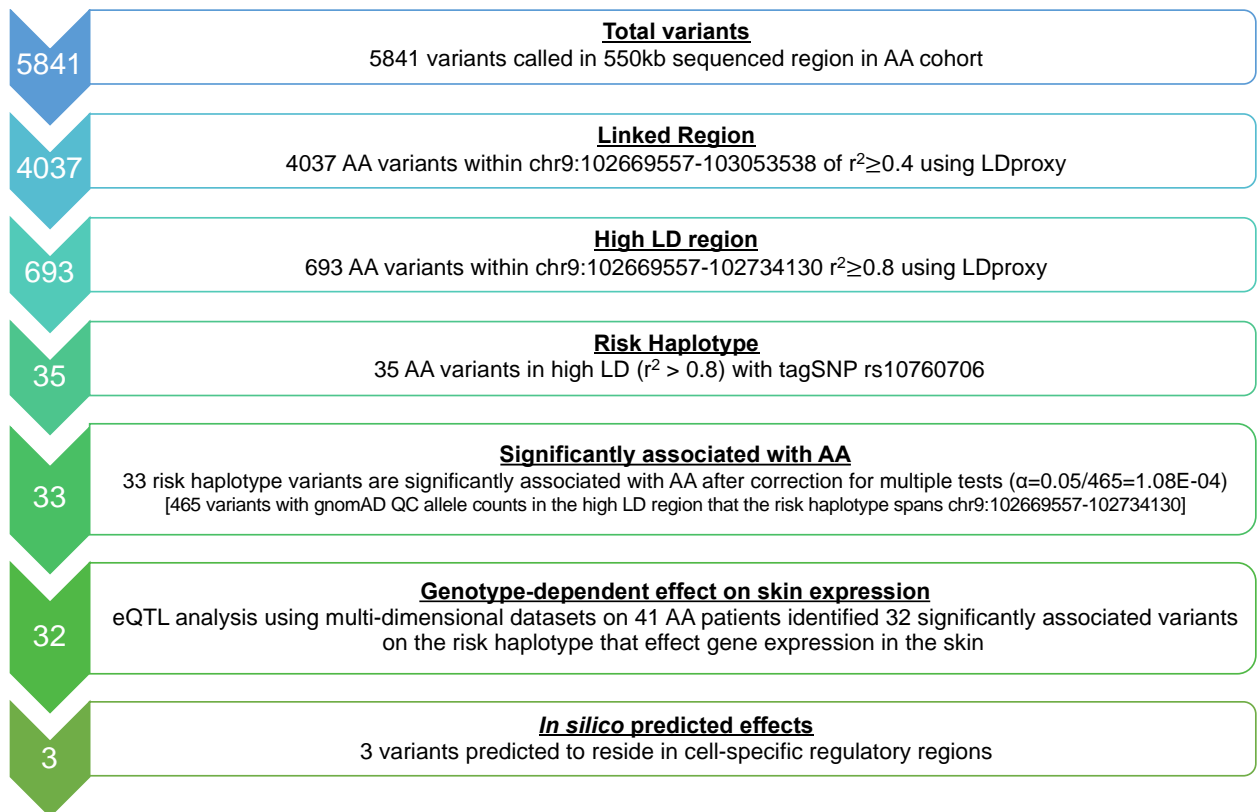 5841
Total variants
5841 variants called in 550kb sequenced region in AA cohort
4037
Linked Region
4037 AA variants within chr9:102669557-103053538 of r²≥0.4 using LDproxy
693
High LD region
693 AA variants within chr9:102669557-102734130 r²≥0.8 using LDproxy
35
Risk Haplotype
35 AA variants in high LD (r² > 0.8) with tagSNP rs10760706
33
Significantly associated with AA
33 risk haplotype variants are significantly associated with AA after correction for multiple tests (α=0.05/465=1.08E-04)
[465 variants with gnomAD QC allele counts in the high LD region that the risk haplotype spans chr9:102669557-102734130]
32
Genotype-dependent effect on skin expression
eQTL analysis using multi-dimensional datasets on 41 AA patients identified 32 significantly associated variants
on the risk haplotype that effect gene expression in the skin
3
In silico predicted effects
3 variants predicted to reside in cell-specific regulatory regions